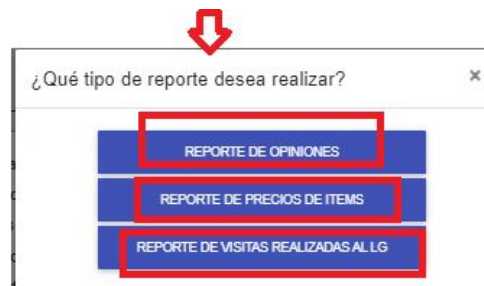 ¿Qué tipo de reporte desea realizar? ×
REPORTE DE OPINIONES
REPORTE DE PRECIOS DE ITEMS
REPORTE DE VISITAS REALIZADAS AL LG